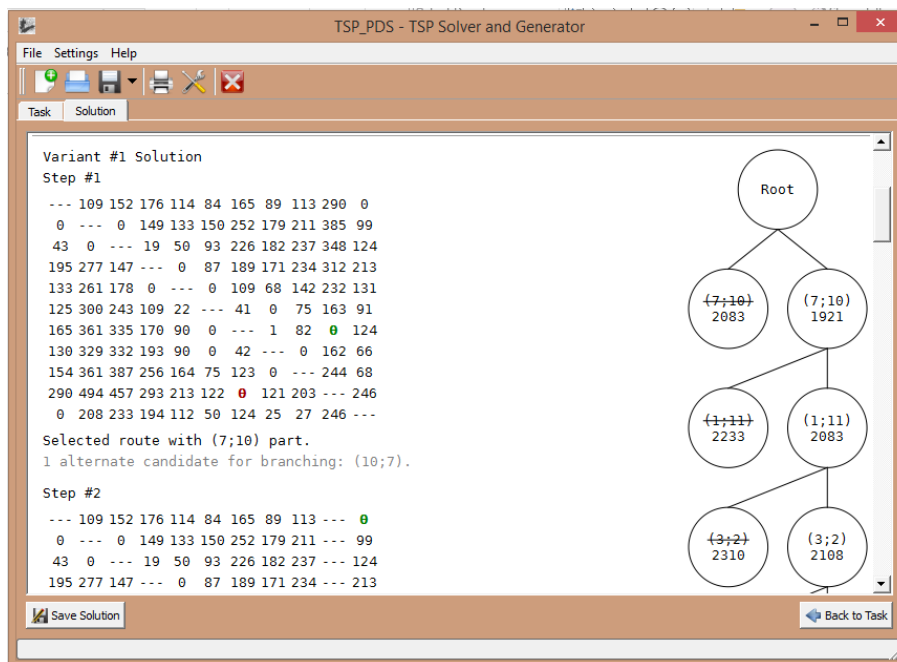 TSP_PDS - TSP Solver and Generator
File Settings Help
Task Solution
Variant #1 Solution
Step #1
--- 109 152 176 114 84 165 89 113 290 0
0 --- 0 149 133 150 252 179 211 385 99
43 0 --- 19 50 93 226 182 237 348 124
195 277 147 --- 0 87 189 171 234 312 213
133 261 178 0 --- 0 109 68 142 232 131
125 300 243 109 22 --- 41 0 75 163 91
165 361 335 170 90 0 --- 1 82 0 124
130 329 332 193 90 0 42 --- 0 162 66
154 361 387 256 164 75 123 0 --- 244 68
290 494 457 293 213 122 0 121 203 --- 246
0 208 233 194 112 50 124 25 27 246 ---
Selected route with (7;10) part.
1 alternate candidate for branching: (10;7).
Step #2
--- 109 152 176 114 84 165 89 113 --- 0
0 --- 0 149 133 150 252 179 211 --- 99
43 0 --- 19 50 93 226 182 237 --- 124
195 277 147 --- 0 87 189 171 234 --- 213
Root
(7;10) (7;10)
2083 1921
(1;11) (1;11)
2233 2083
(3;2) (3;2)
2310 2108
Save Solution Back to Task